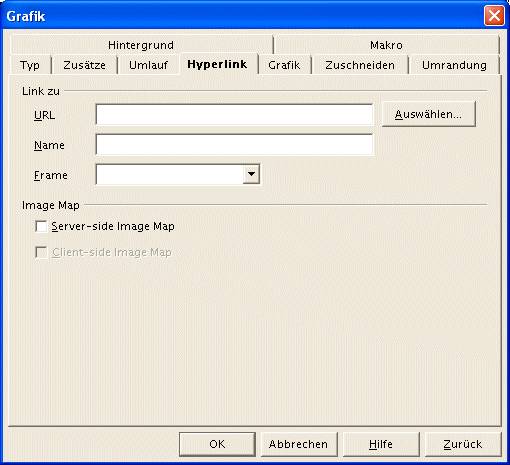 Grafik
Hintergrund Makro
Typ Zusätze Umlauf Hyperlink Grafik Zuschneiden Umrandung
Link zu
URL Auswählen...
Name
Frame
Image Map
Server-side Image Map
Client-side Image Map
OK Abbrechen Hilfe Zurück